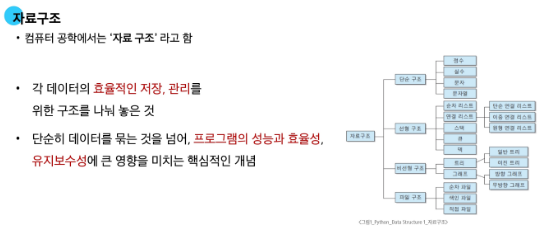 자료구조
• 컴퓨터 공학에서는 '자료 구조' 라고 함
• 각 데이터의 효율적인 저장, 관리를
위한 구조를 나눠 놓은 것
• 단순히 데이터를 묶는 것을 넘어, 프로그램의 성능과 효율성,
유지보수성에 큰 영향을 미치는 핵심적인 개념
자료구조
단순 구조
정수
실수
문자
문자열
선형 구조
순차 리스트
연결 리스트
단순 연결 리스트
이중 연결 리스트
원형 연결 리스트
스택
큐
덱
비선형 구조
트리
일반 트리
이진 트리
그래프
방향 그래프
무방향 그래프
파일 구조
순차 파일
색인 파일
직접 파일